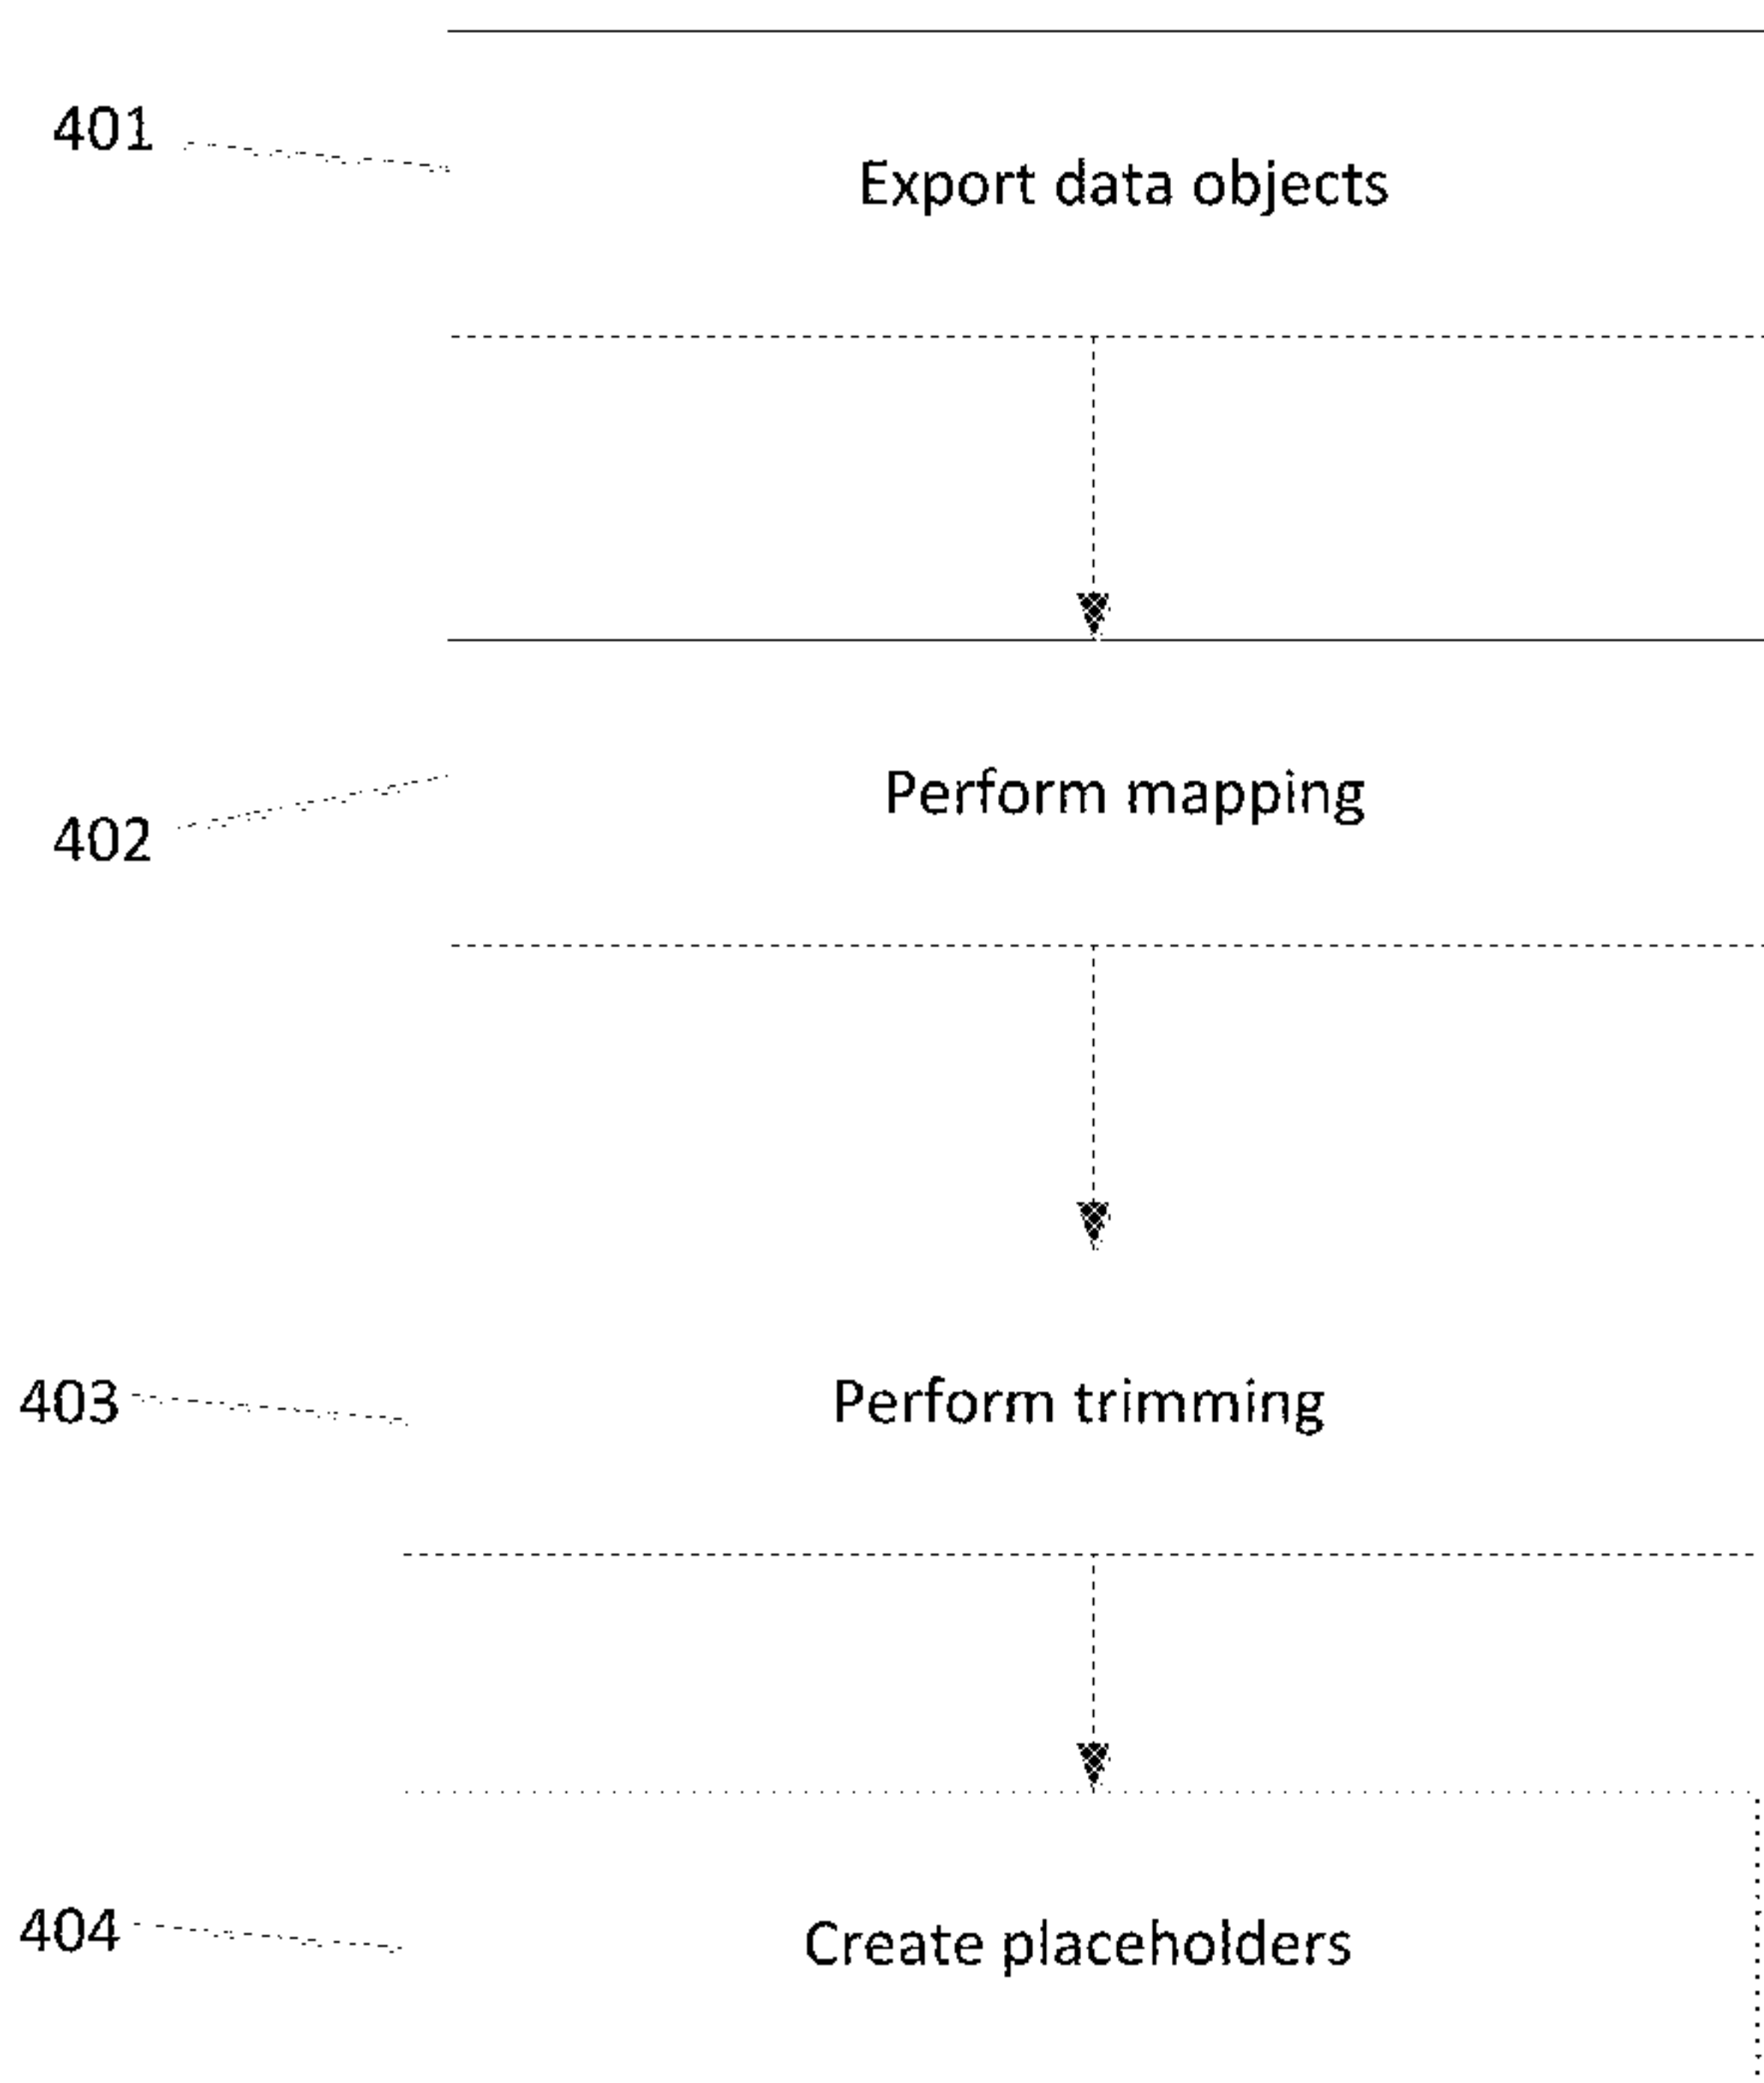 401
Export data objects
Perform mapping
402
403
Perform trimming
404
Create placeholders